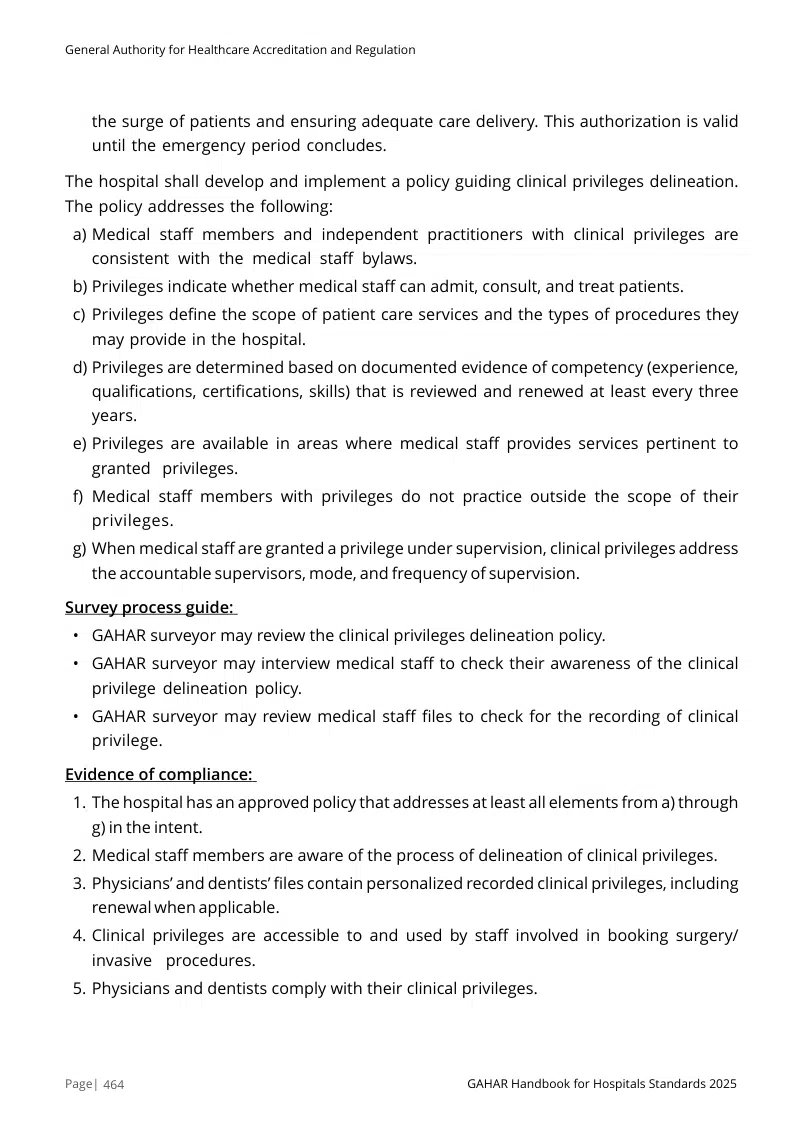 General Authority for Healthcare Accreditation and Regulation
the surge of patients and ensuring adequate care delivery. This authorization is valid
until the emergency period concludes.
The hospital shall develop and implement a policy guiding clinical privileges delineation.
The policy addresses the following:
a) Medical staff members and independent practitioners with clinical privileges are
consistent with the medical staff bylaws.
b) Privileges indicate whether medical staff can admit, consult, and treat patients.
c) Privileges define the scope of patient care services and the types of procedures they
may provide in the hospital.
d) Privileges are determined based on documented evidence of competency (experience,
qualifications, certifications, skills) that is reviewed and renewed at least every three
years.
e) Privileges are available in areas where medical staff provides services pertinent to
granted privileges.
f) Medical staff members with privileges do not practice outside the scope of their
privileges.
g) When medical staff are granted a privilege under supervision, clinical privileges address
the accountable supervisors, mode, and frequency of supervision.
Survey process guide:
• GAHAR surveyor may review the clinical privileges delineation policy.
• GAHAR surveyor may interview medical staff to check their awareness of the clinical
privilege delineation policy.
• GAHAR surveyor may review medical staff files to check for the recording of clinical
privilege.
Evidence of compliance:
1. The hospital has an approved policy that addresses at least all elements from a) through
g) in the intent.
2. Medical staff members are aware of the process of delineation of clinical privileges.
3. Physicians’ and dentists’ files contain personalized recorded clinical privileges, including
renewal when applicable.
4. Clinical privileges are accessible to and used by staff involved in booking surgery/
invasive procedures.
5. Physicians and dentists comply with their clinical privileges.
Page| 464
GAHAR Handbook for Hospitals Standards 2025